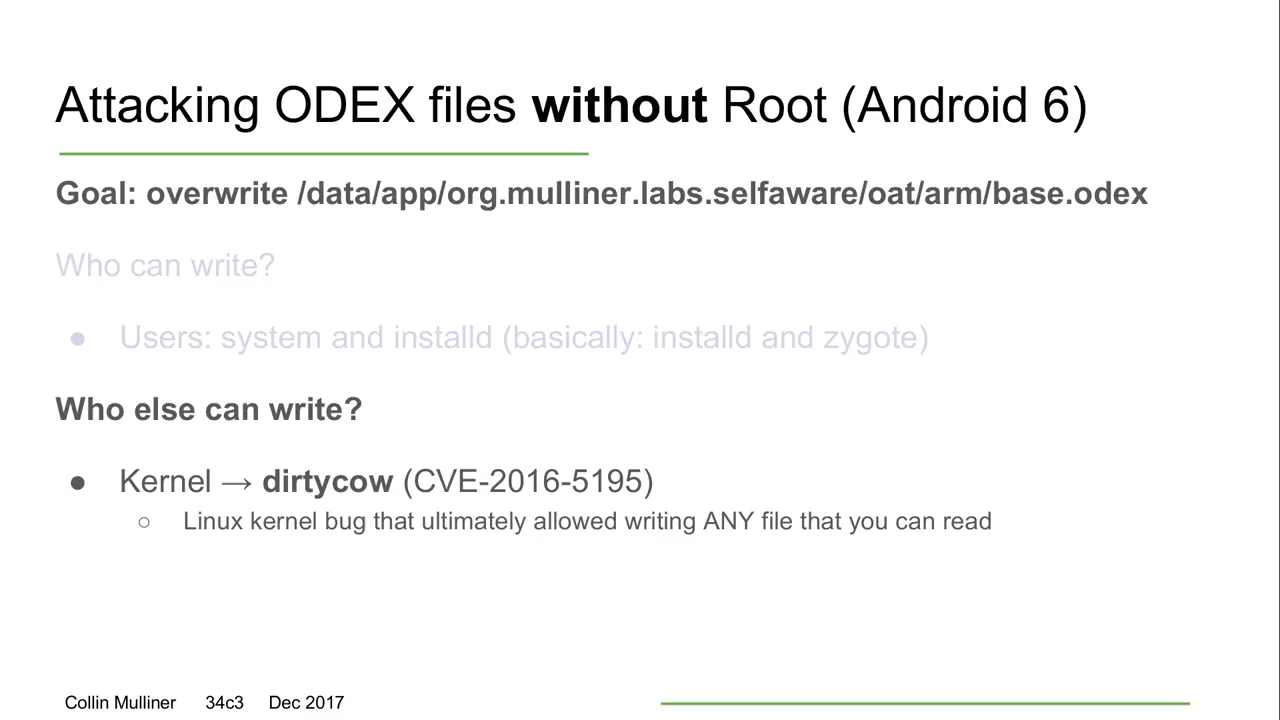 Attacking ODEX files without Root (Android 6)
Goal: overwrite /data/app/org.mulliner.labs.selfaware/oat/arm/base.odex
Who can write?
● Users: system and installd (basically: installd and zygote)
Who else can write?
● Kernel → dirtycow (CVE-2016-5195)
○ Linux kernel bug that ultimately allowed writing ANY file that you can read
Collin Mulliner 34c3 Dec 2017